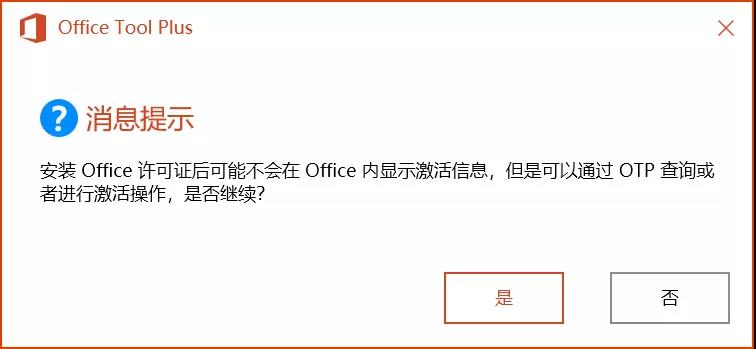 Office Tool Plus
消息提示
安装 Office 许可证后可能不会在 Office 内显示激活信息，但是可以通过 OTP 查询或
者进行激活操作，是否继续？
是
否